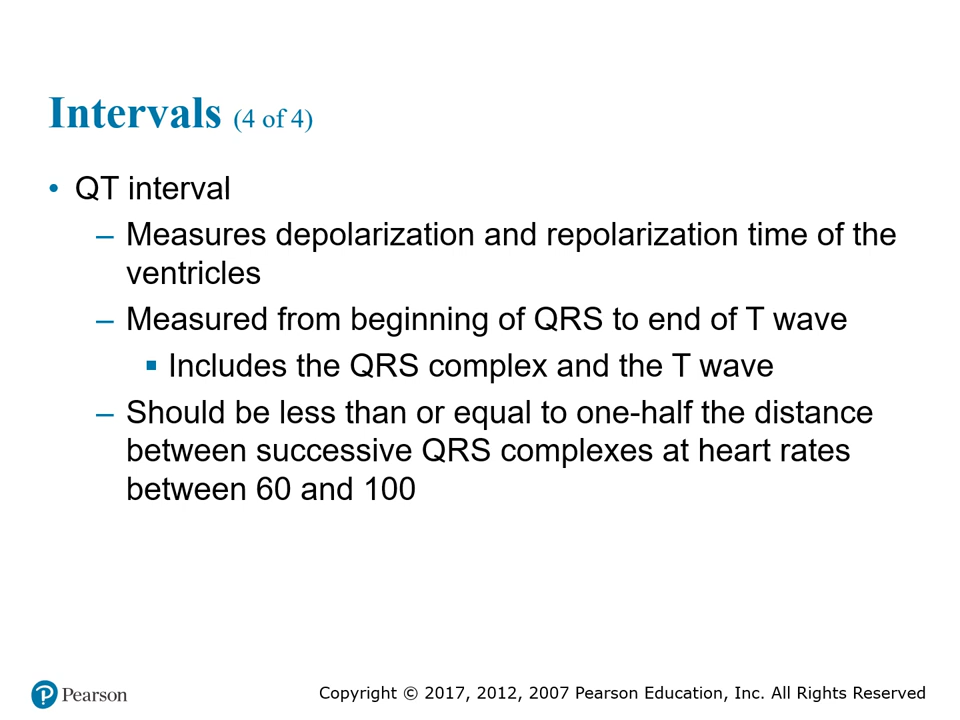 Intervals (4 of 4)
• QT interval
– Measures depolarization and repolarization time of the
ventricles
– Measured from beginning of QRS to end of T wave
▪ Includes the QRS complex and the T wave
– Should be less than or equal to one-half the distance
between successive QRS complexes at heart rates
between 60 and 100
P Pearson
Copyright © 2017, 2012, 2007 Pearson Education, Inc. All Rights Reserved